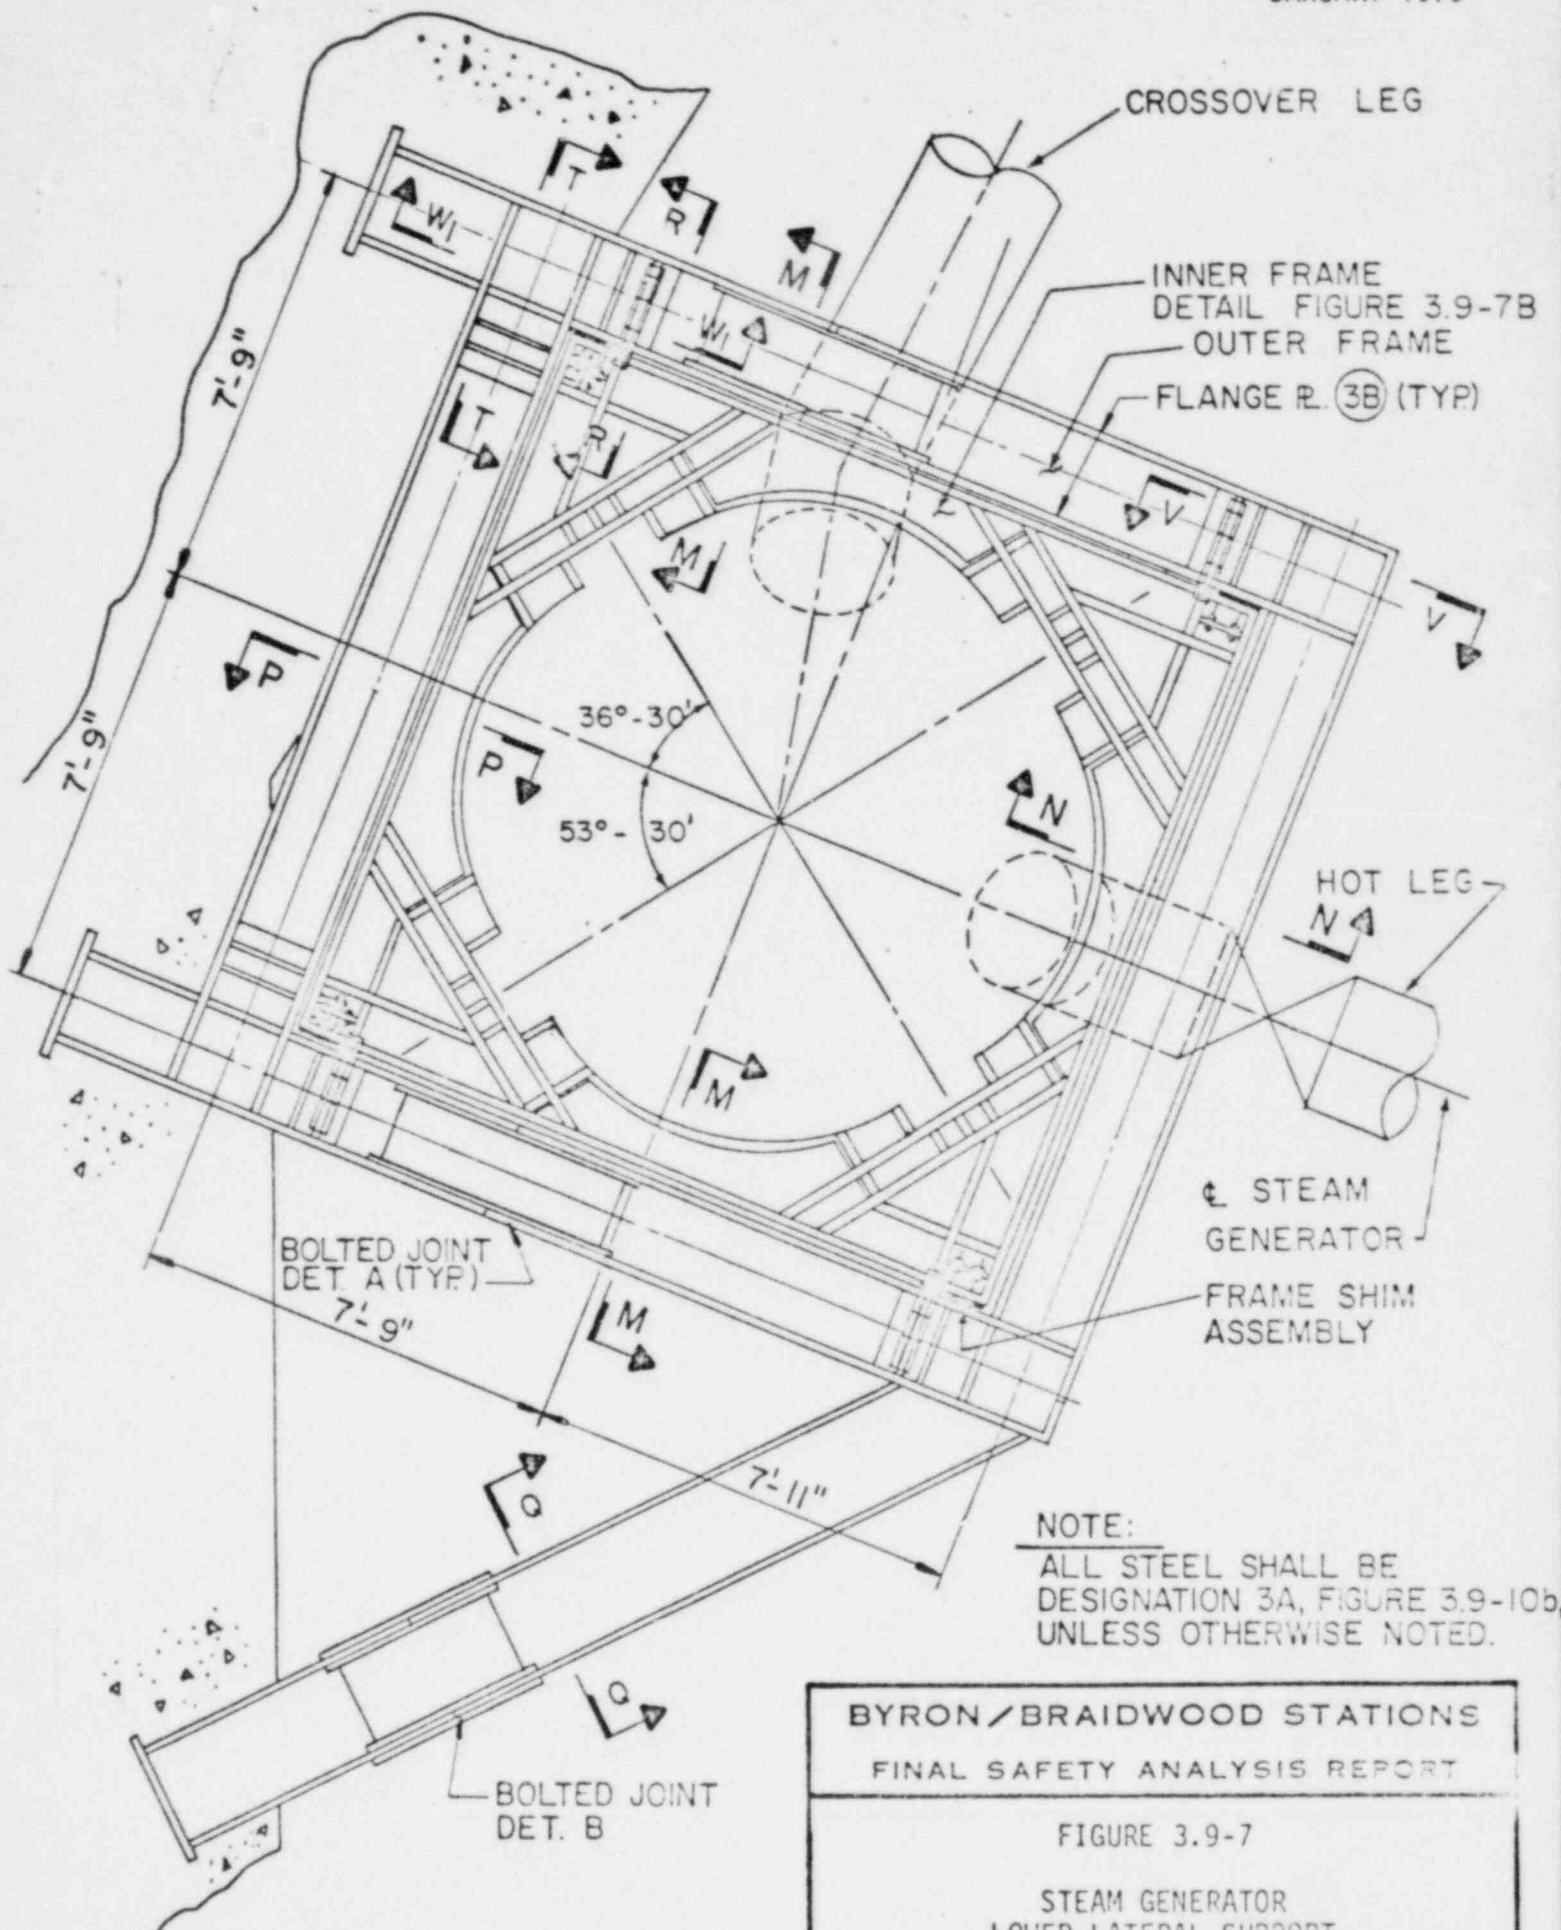 CROSSOVER LEG
INNER FRAME
DETAIL FIGURE 3.9-7B
OUTER FRAME
FLANGE ⅊. 3B (TYP.)
T
R
M
W1
W1
T
R
V
V
M
7'-9"
7'-9"
P
P
36°-30'
53°-30'
N
HOT LEG
N
M
℄ STEAM
GENERATOR
BOLTED JOINT
DET. A (TYP.)
FRAME SHIM
ASSEMBLY
7'-9"
M
7'-11"
Q
NOTE:
ALL STEEL SHALL BE
DESIGNATION 3A, FIGURE 3.9-10b,
UNLESS OTHERWISE NOTED.
Q
BOLTED JOINT
DET. B
BYRON/BRAIDWOOD STATIONS
FINAL SAFETY ANALYSIS REPORT
FIGURE 3.9-7
STEAM GENERATOR
LOWER LATERAL SUPPORT